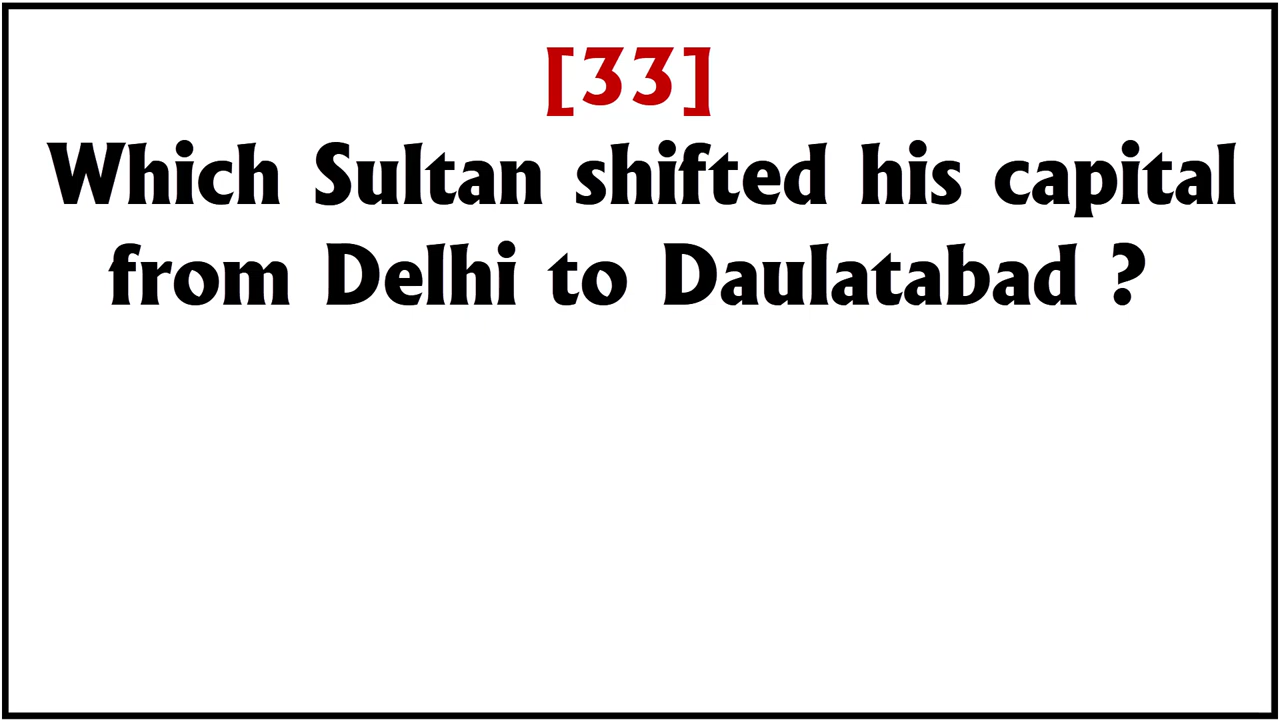 [33]
Which Sultan shifted his capital
from Delhi to Daulatabad ?